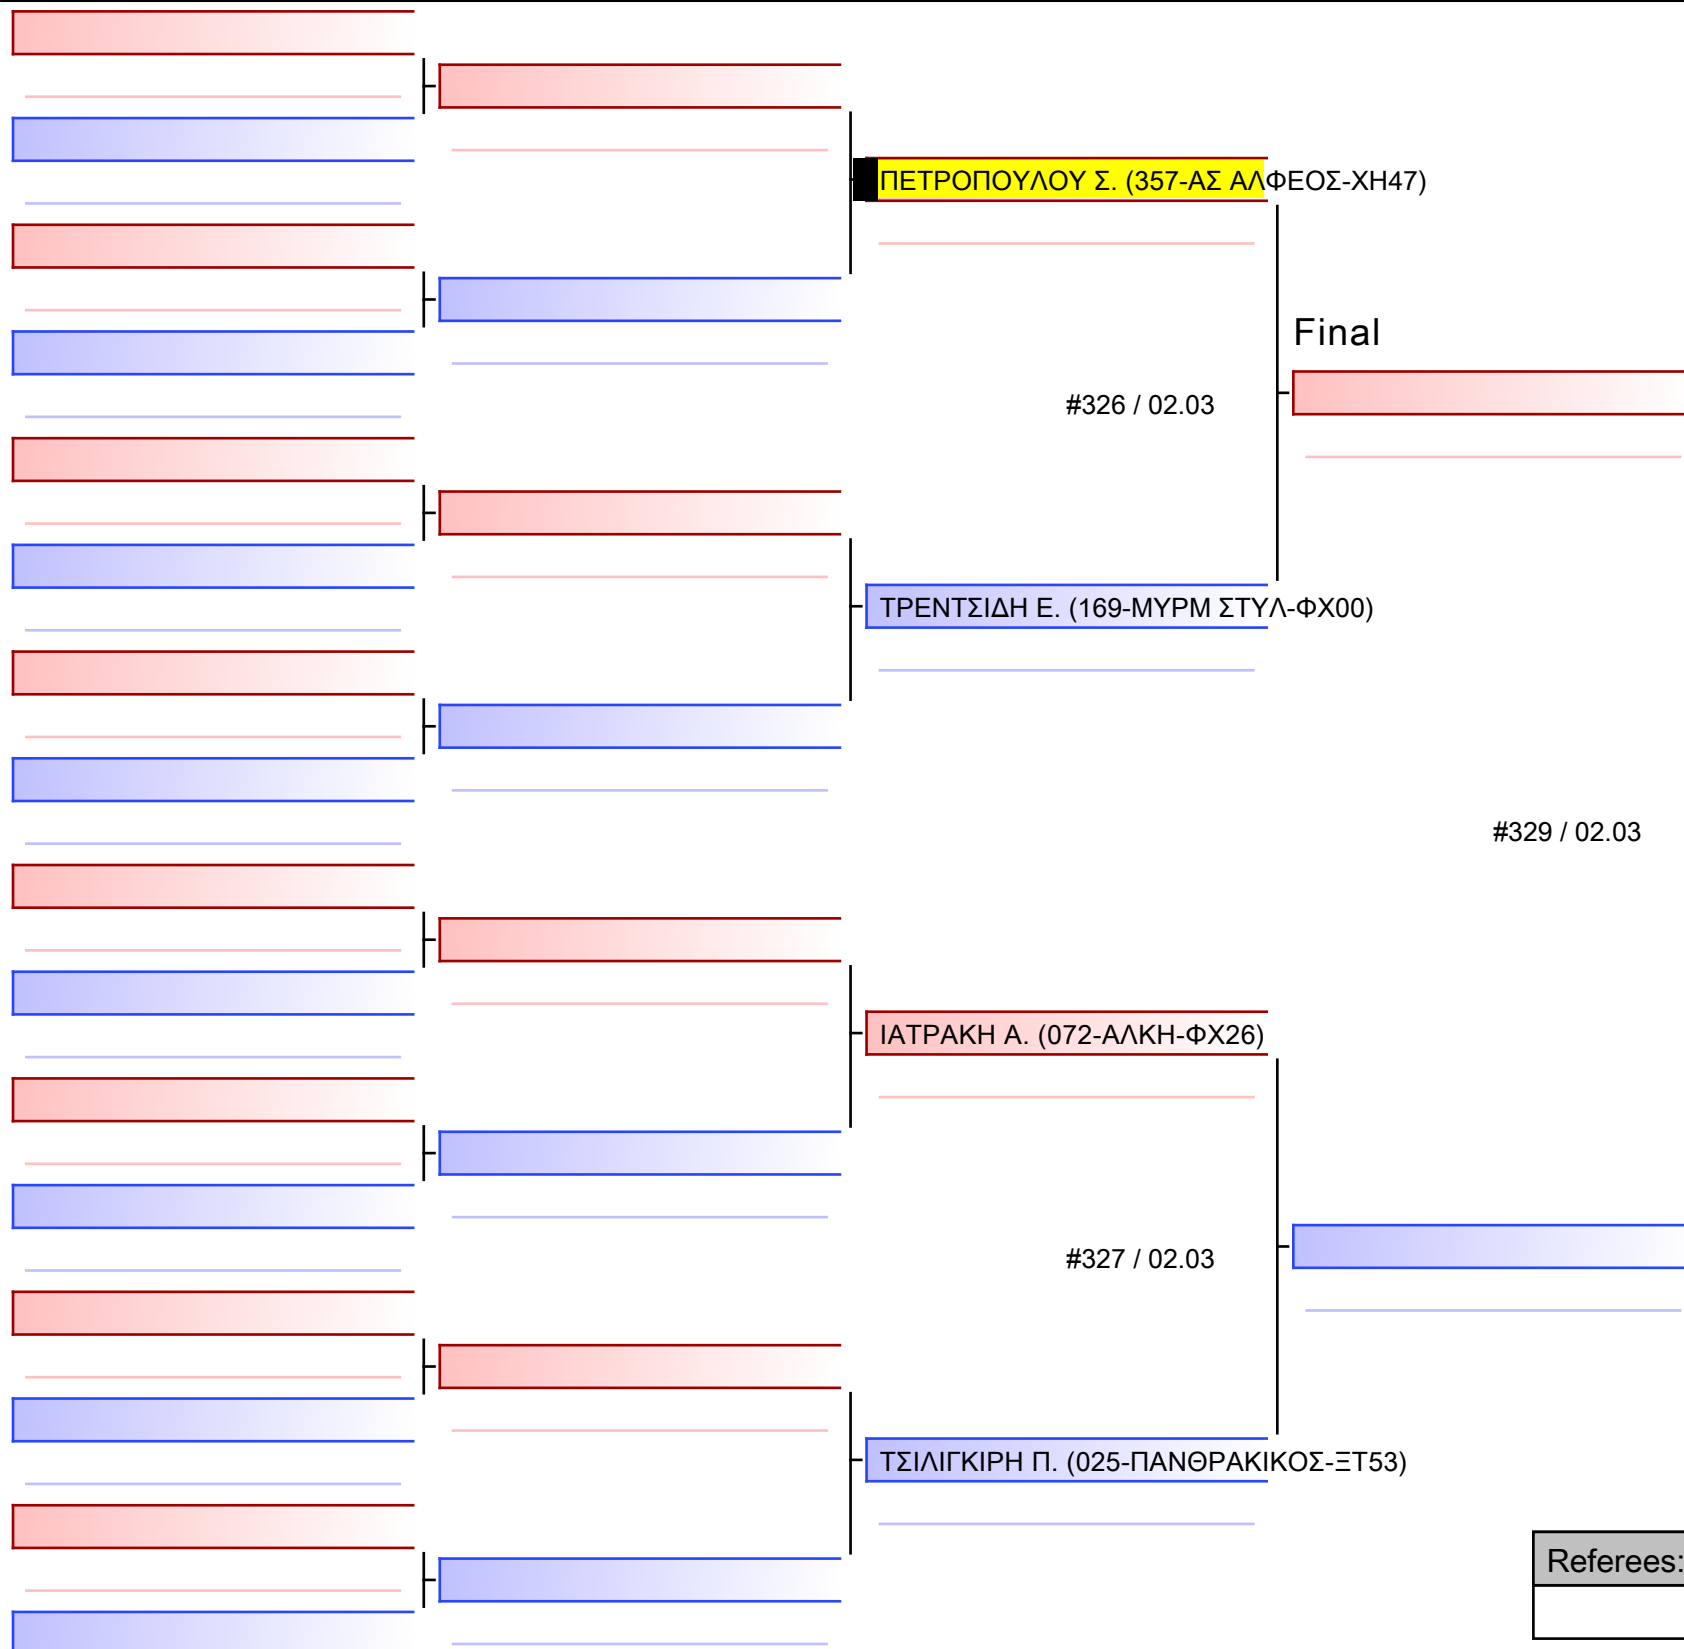 ΠΕΤΡΟΠΟΥΛΟΥ Σ. (357-ΑΣ ΑΛΦΕΟΣ-ΧΗ47)
Final
#326 / 02.03
ΤΡΕΝΤΣΙΔΗ Ε. (169-ΜΥΡΜ ΣΤΥΛ-ΦΧ00)
#329 / 02.03
ΙΑΤΡΑΚΗ Α. (072-ΑΛΚΗ-ΦΧ26)
#327 / 02.03
ΤΣΙΛΙΓΚΙΡΗ Π. (025-ΠΑΝΘΡΑΚΙΚΟΣ-ΞΤ53)
Referees: